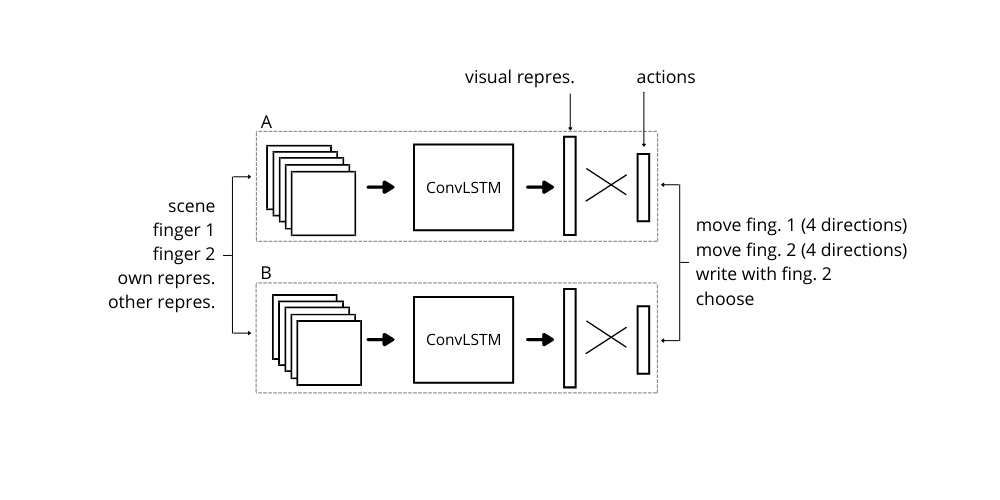 visual repres.
actions
A
ConvLSTM
scene
finger 1
finger 2
own repres.
other repres.
move fing. 1 (4 directions)
move fing. 2 (4 directions)
write with fing. 2
choose
B
ConvLSTM